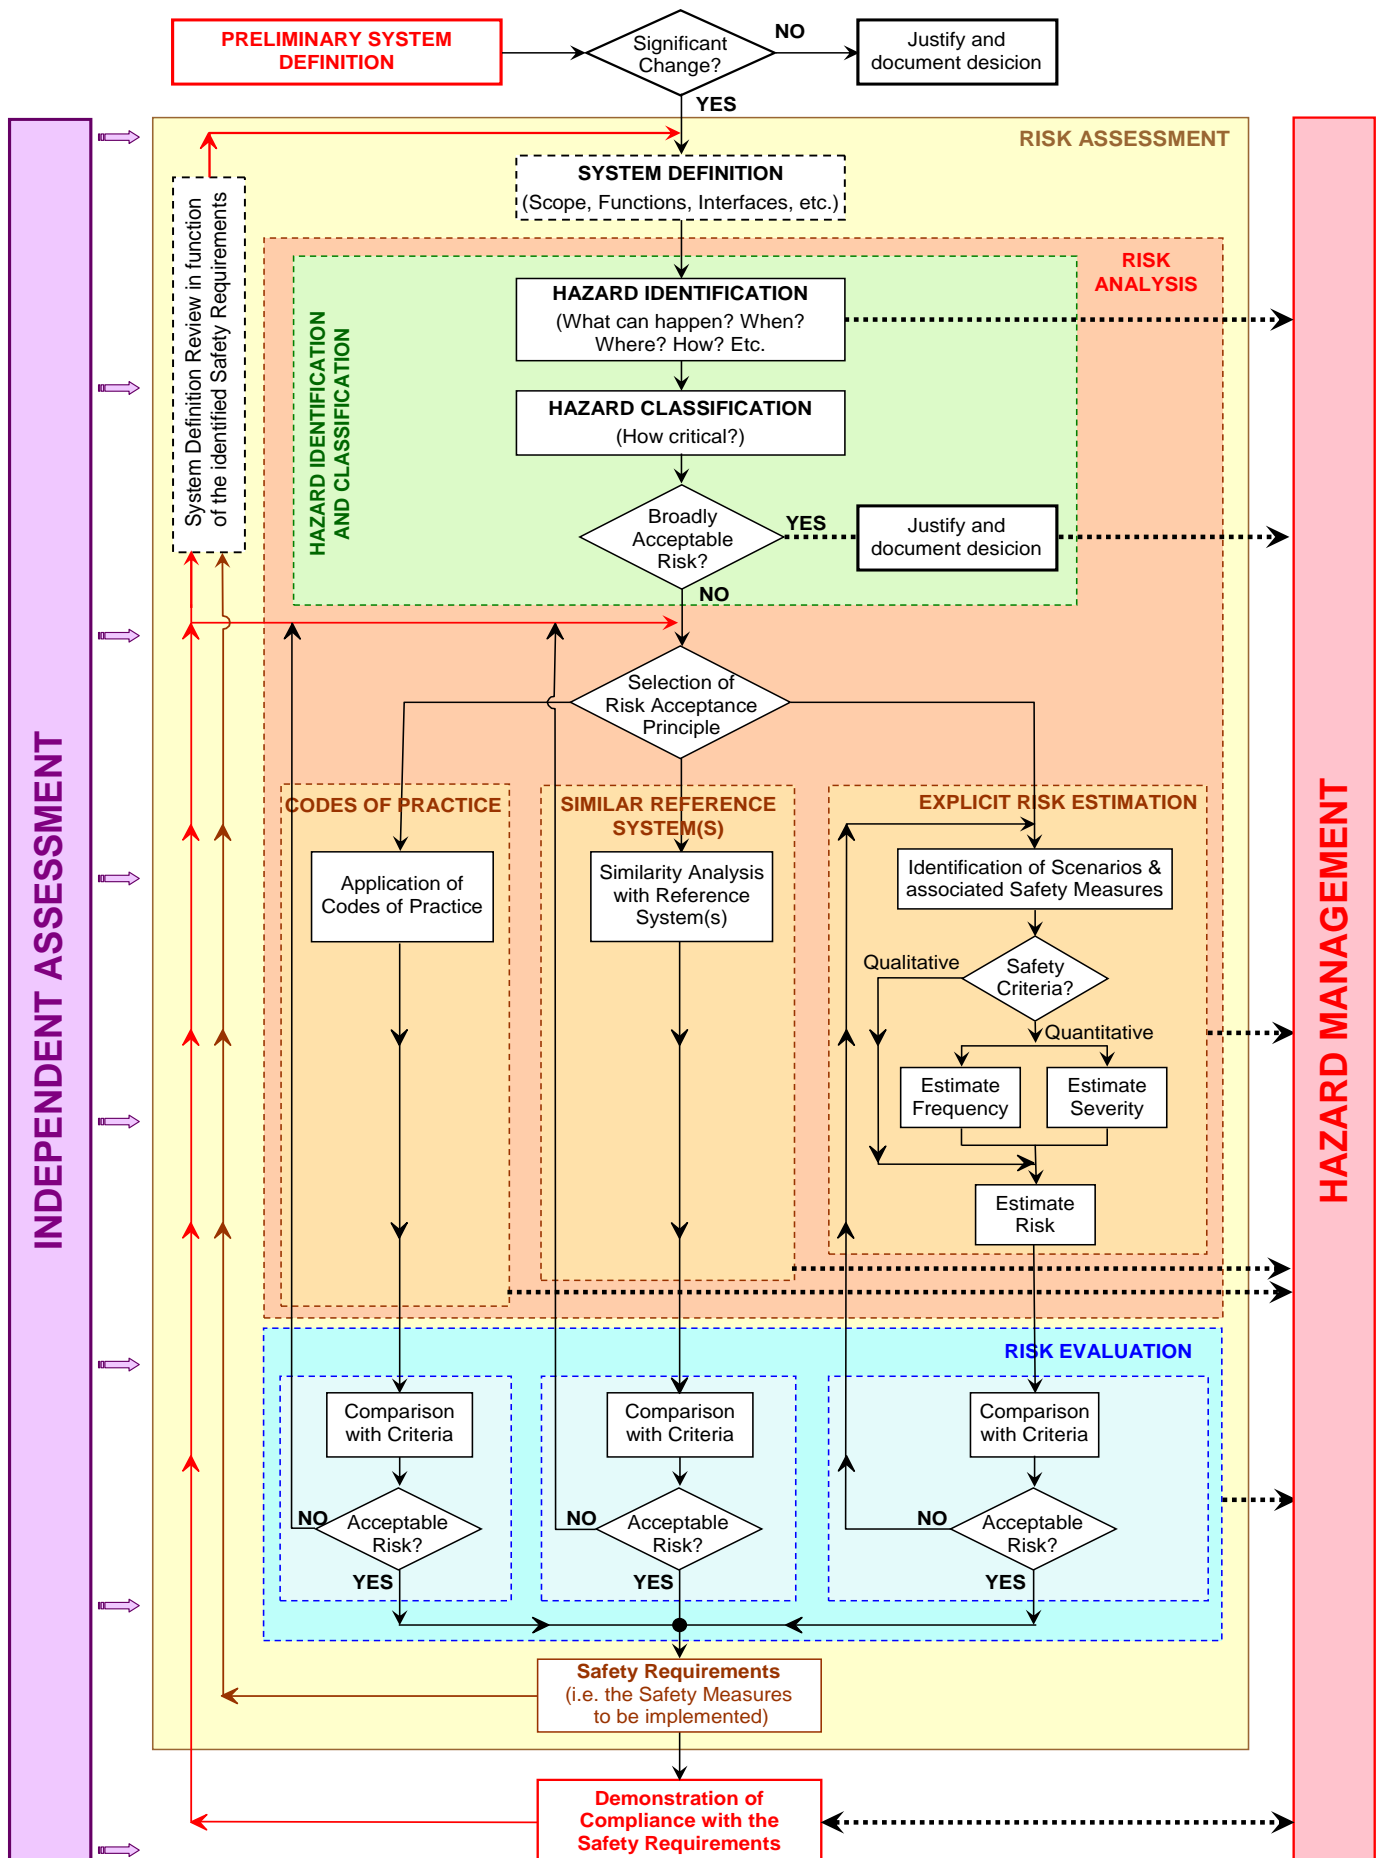 PRELIMINARY SYSTEM
DEFINITION
Significant
Change?
NO
Justify and
document desicion
YES
RISK ASSESSMENT
INDEPENDENT ASSESSMENT
HAZARD MANAGEMENT
System Definition Review in function
of the identified Safety Requirements
SYSTEM DEFINITION
(Scope, Functions, Interfaces, etc.)
RISK
ANALYSIS
HAZARD IDENTIFICATION
AND CLASSIFICATION
HAZARD IDENTIFICATION
(What can happen? When?
Where? How? Etc.
HAZARD CLASSIFICATION
(How critical?)
Broadly
Acceptable
Risk?
YES
Justify and
document desicion
NO
Selection of
Risk Acceptance
Principle
CODES OF PRACTICE
Application of
Codes of Practice
SIMILAR REFERENCE
SYSTEM(S)
Similarity Analysis
with Reference
System(s)
EXPLICIT RISK ESTIMATION
Identification of Scenarios &
associated Safety Measures
Qualitative
Safety
Criteria?
Quantitative
Estimate
Frequency
Estimate
Severity
Estimate
Risk
RISK EVALUATION
Comparison
with Criteria
Comparison
with Criteria
Comparison
with Criteria
NO
Acceptable
Risk?
YES
NO
Acceptable
Risk?
YES
NO
Acceptable
Risk?
YES
Safety Requirements
(i.e. the Safety Measures
to be implemented)
Demonstration of
Compliance with the
Safety Requirements